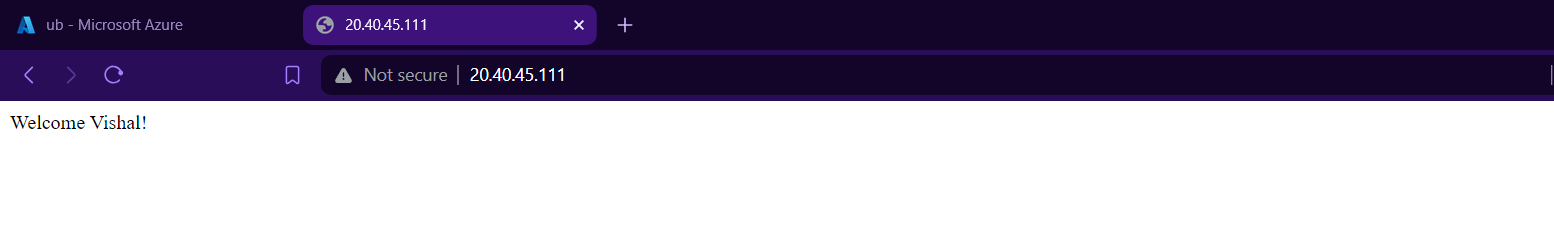 ub - Microsoft Azure
20.40.45.111
Not secure | 20.40.45.111
Welcome Vishal!